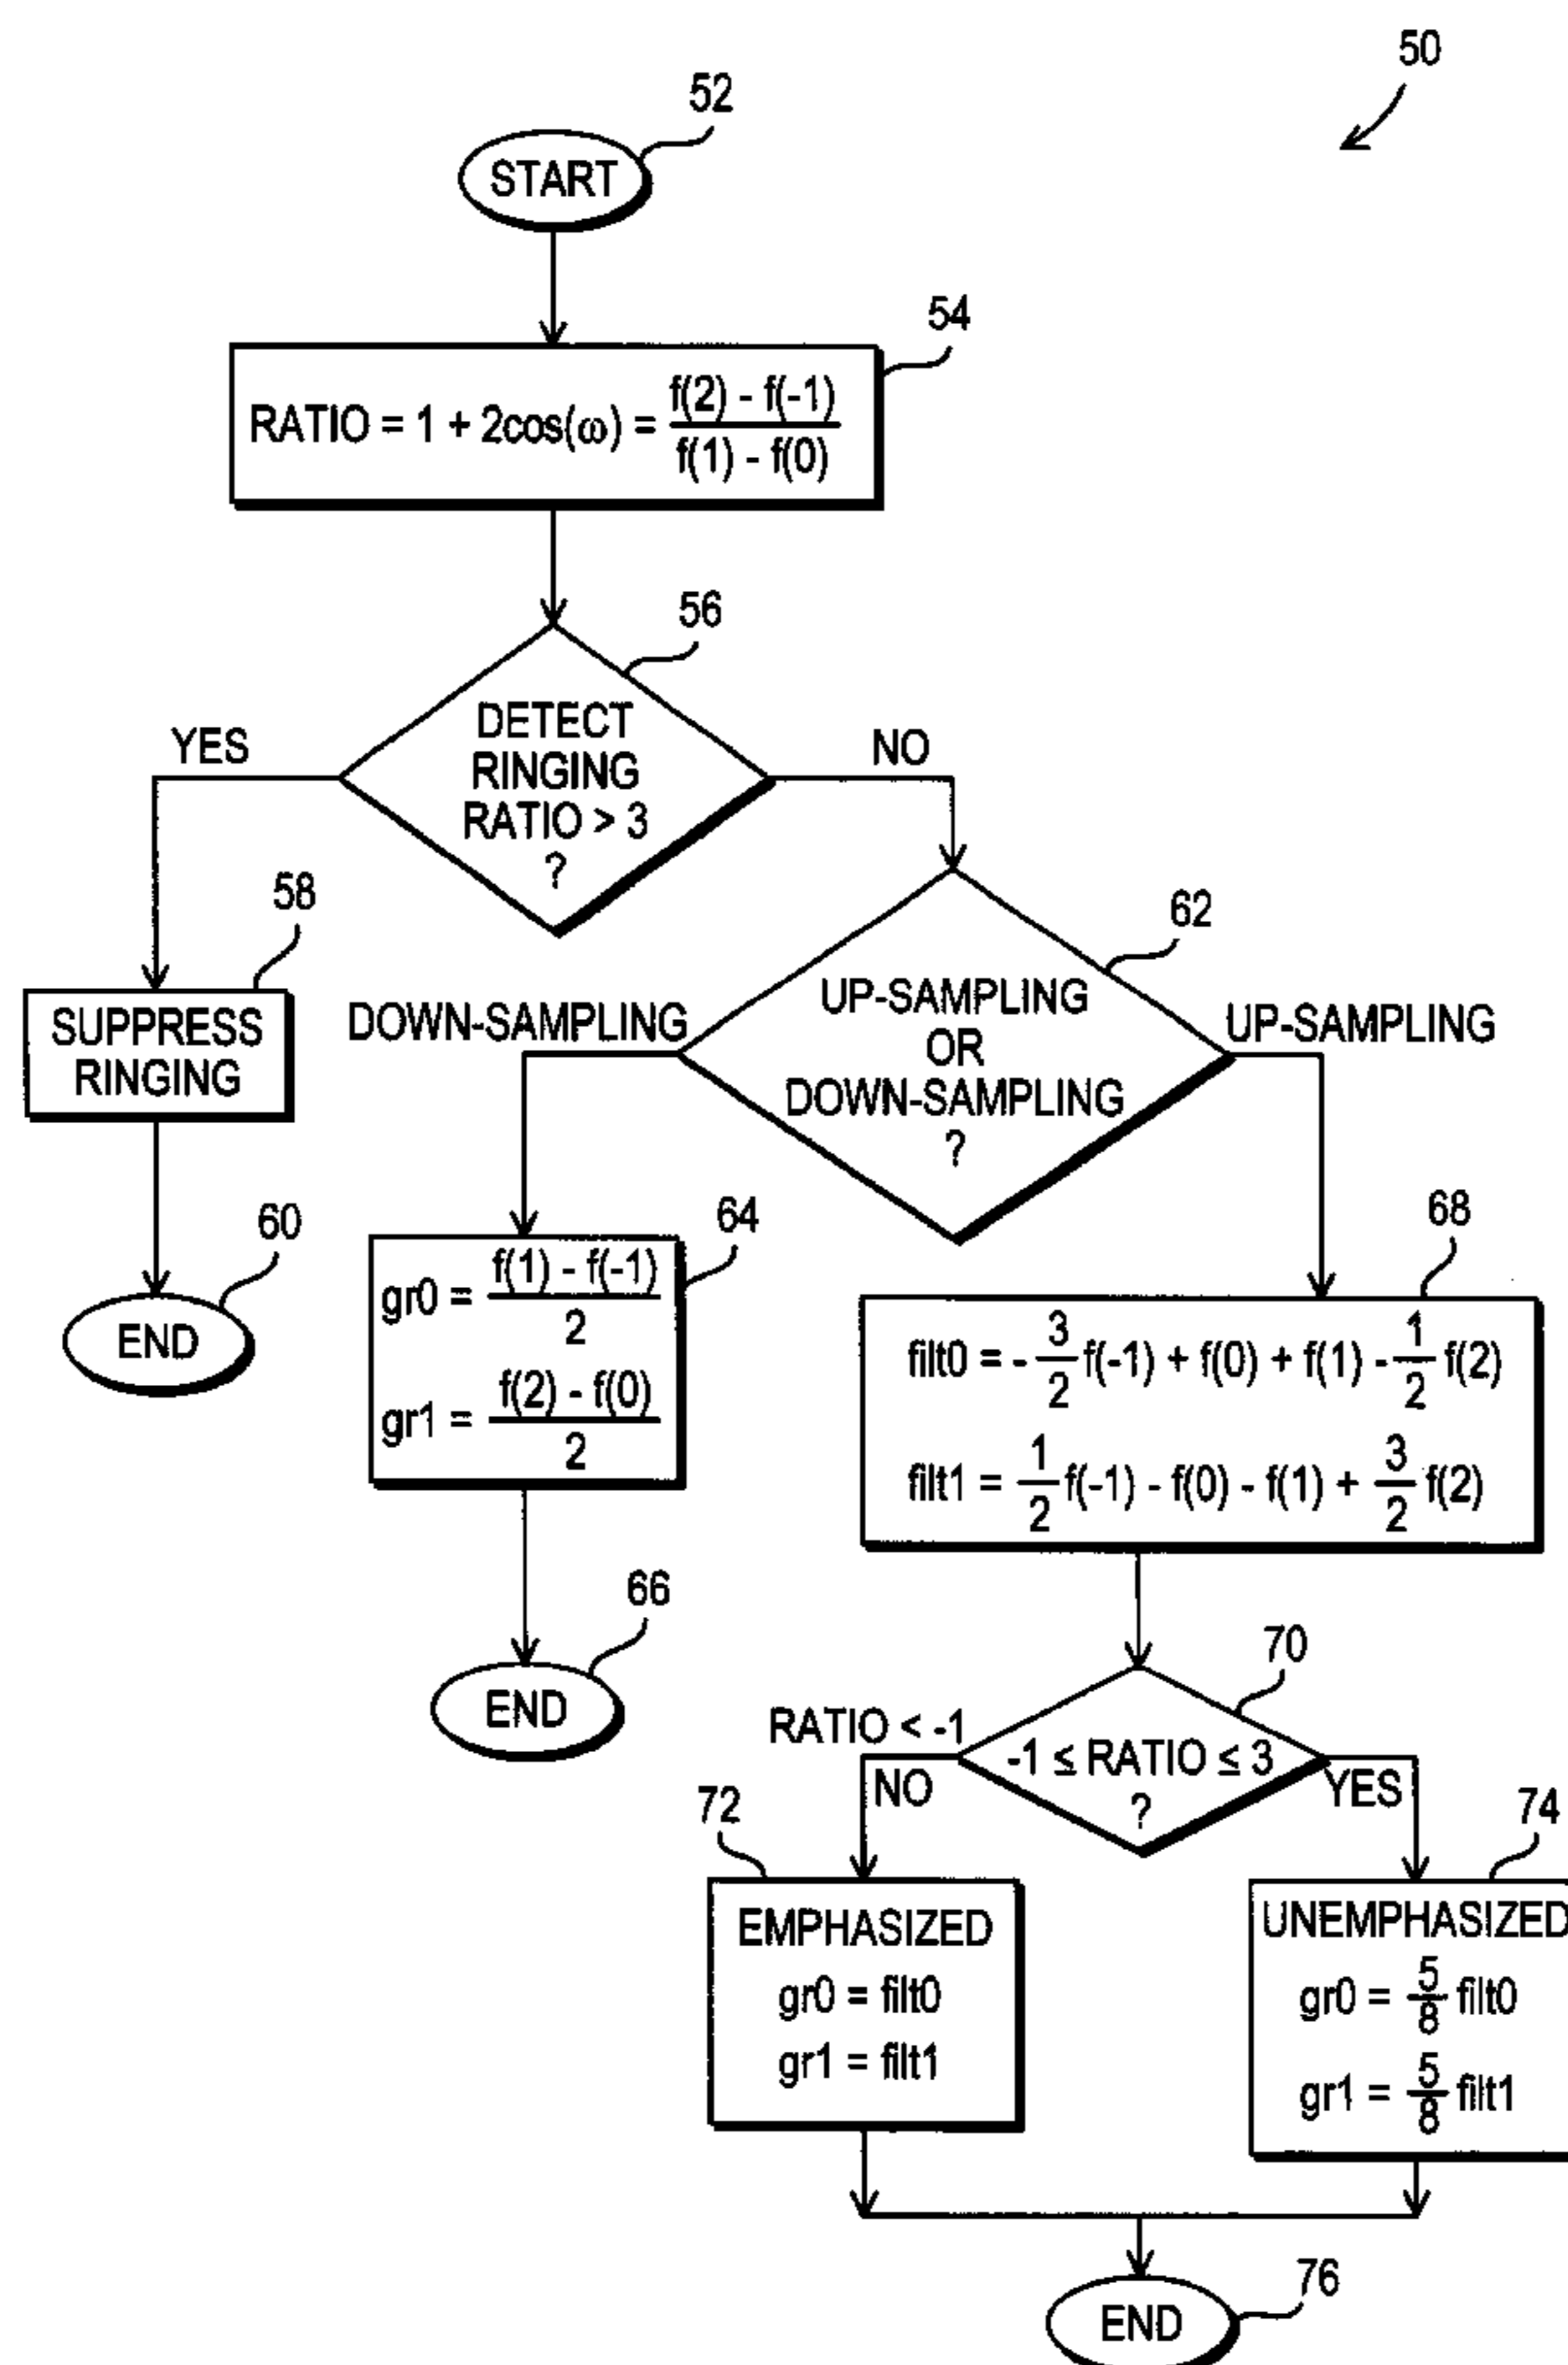 50
52
START
54
RATIO = 1 + 2cos(ω) = f(2) - f(-1) / f(1) - f(0)
56
DETECT
RINGING
RATIO > 3
?
YES
NO
58
SUPPRESS
RINGING
60
END
62
UP-SAMPLING
OR
DOWN-SAMPLING
?
DOWN-SAMPLING
UP-SAMPLING
64
gr0 = f(1) - f(-1) / 2
gr1 = f(2) - f(0) / 2
66
END
68
filt0 = - 3/2 f(-1) + f(0) + f(1) - 1/2 f(2)
filt1 = 1/2 f(-1) - f(0) - f(1) + 3/2 f(2)
70
RATIO < -1
-1 ≤ RATIO ≤ 3
?
NO
YES
72
EMPHASIZED
gr0 = filt0
gr1 = filt1
74
UNEMPHASIZED
gr0 = 5/8 filt0
gr1 = 5/8 filt1
76
END